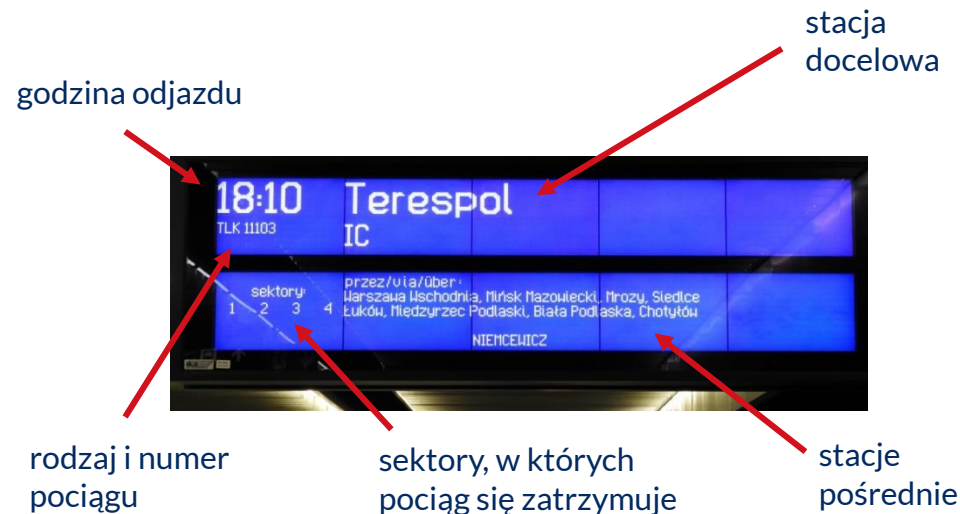 stacja
docelowa
godzina odjazdu
18:10 Terespol
TLK 11103 IC
sektory:
1 2 3 4
przez/via/über:
Warszawa Wschodnia, Mińsk Mazowiecki, Mrozy, Siedlce
Łuków, Międzyrzec Podlaski, Biała Podlaska, Chotyłów
NIEMCEWICZ
rodzaj i numer
pociągu
sektory, w których
pociąg się zatrzymuje
stacje
pośrednie